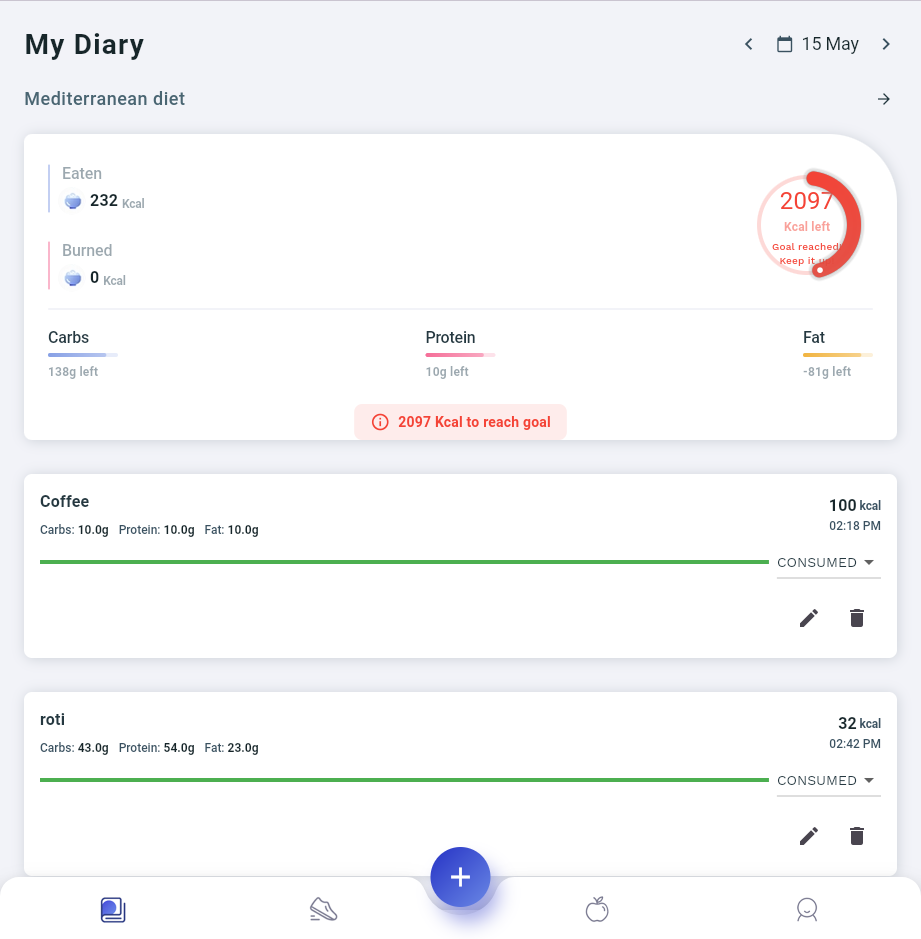 My Diary
15 May
Mediterranean diet
Eaten
232 Kcal
Burned
0 Kcal
2097
Kcal left
Goal reached!
Keep it
Carbs
138g left
Protein
10g left
Fat
-81g left
2097 Kcal to reach goal
Coffee
100 kcal
Carbs: 10.0g Protein: 10.0g Fat: 10.0g
02:18 PM
CONSUMED
roti
32 kcal
Carbs: 43.0g Protein: 54.0g Fat: 23.0g
02:42 PM
CONSUMED